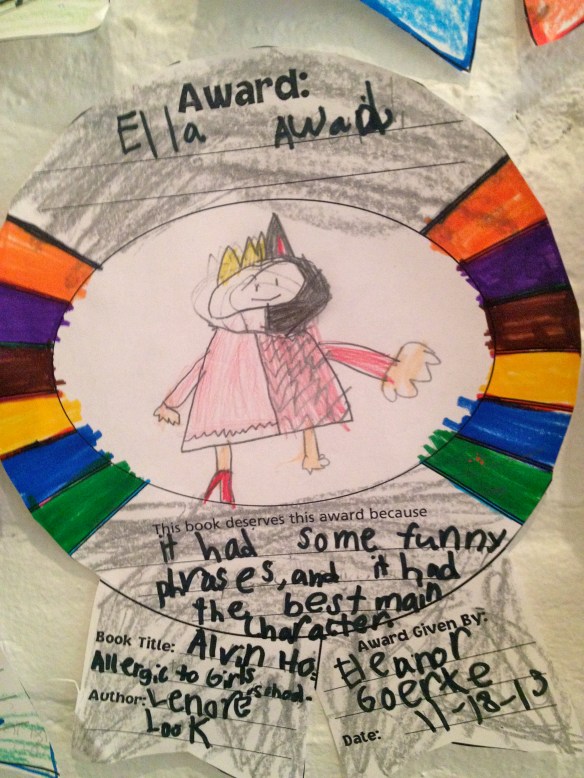 Award:
Ella Award
This book deserves this award because
it had some funny
phrases, and it had
the best main
character.
Book Title: Alvin Ho:
Allergic to Girls, school
Author: Lenore
Look
Award Given By:
Eleanor
Goerke
Date: 11-18-13